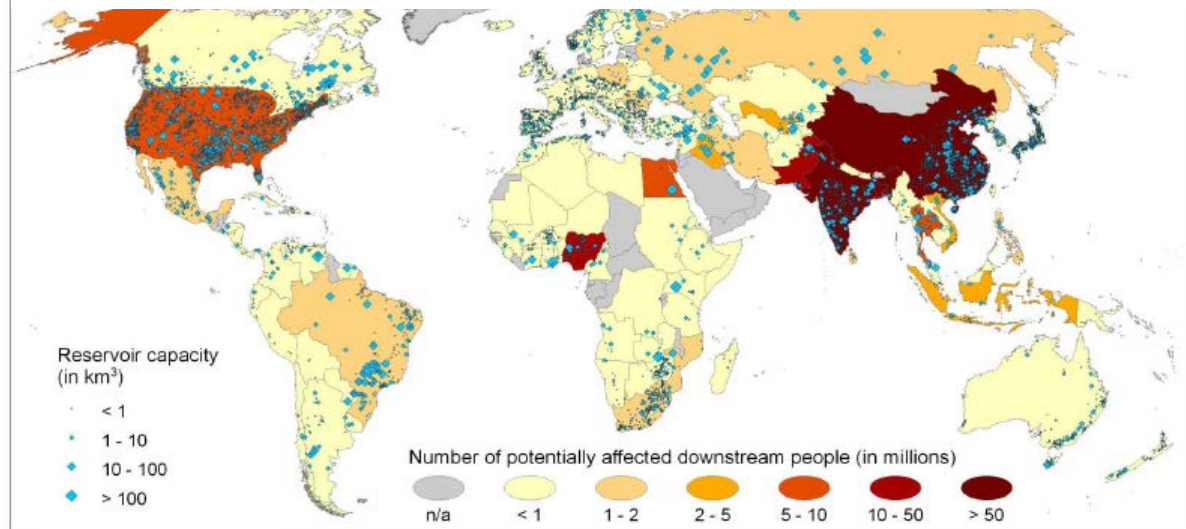 Reservoir capacity
(in km³)
< 1
1 - 10
10 - 100
> 100
Number of potentially affected downstream people (in millions)
n/a < 1 1 - 2 2 - 5 5 - 10 10 - 50 > 50